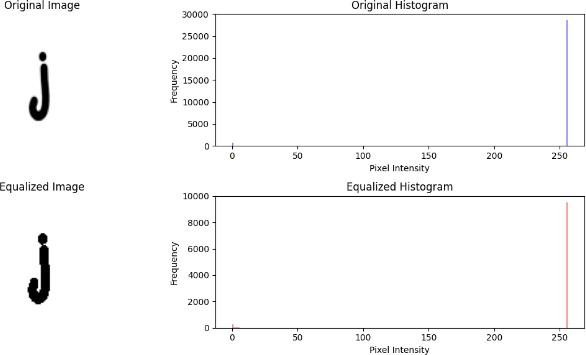 Original Image
Original Histogram
30000
25000
20000
15000
10000
5000
0
Frequency
0 50 100 150 200 250
Pixel Intensity
j
Equalized Image
Equalized Histogram
10000
8000
6000
4000
2000
0
Frequency
0 50 100 150 200 250
Pixel Intensity
j